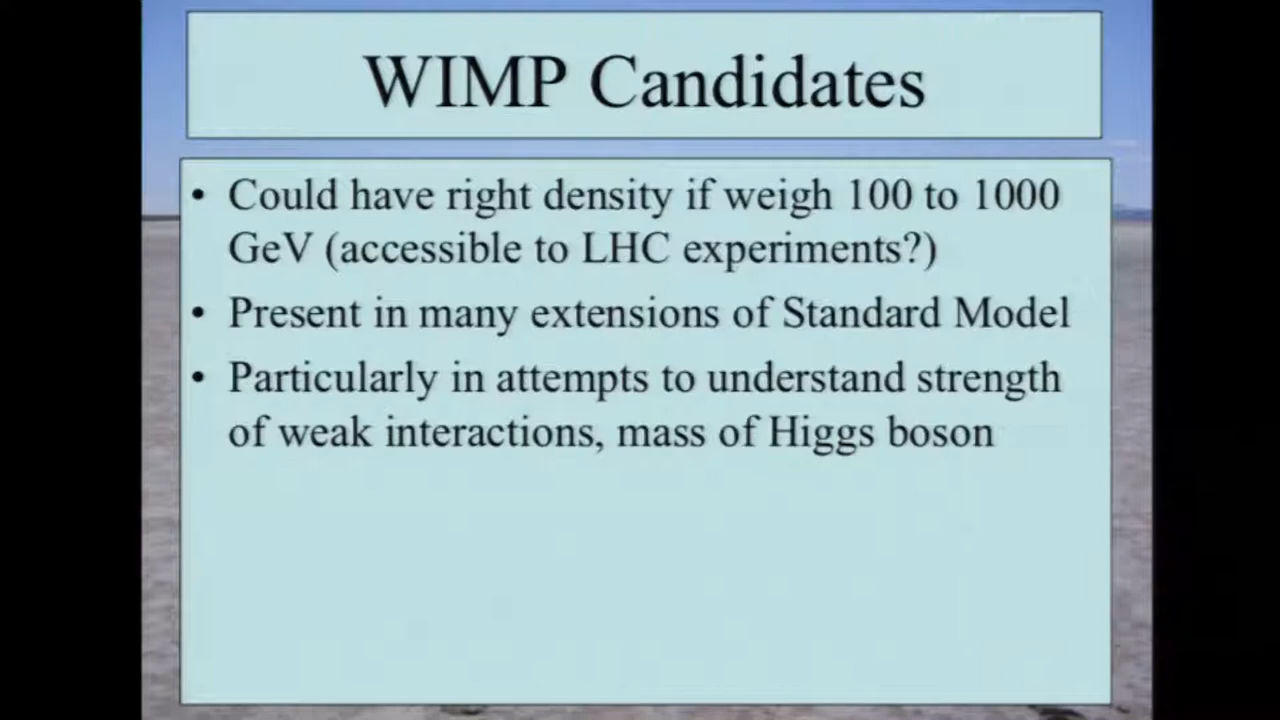 WIMP Candidates
• Could have right density if weigh 100 to 1000
GeV (accessible to LHC experiments?)
• Present in many extensions of Standard Model
• Particularly in attempts to understand strength
of weak interactions, mass of Higgs boson